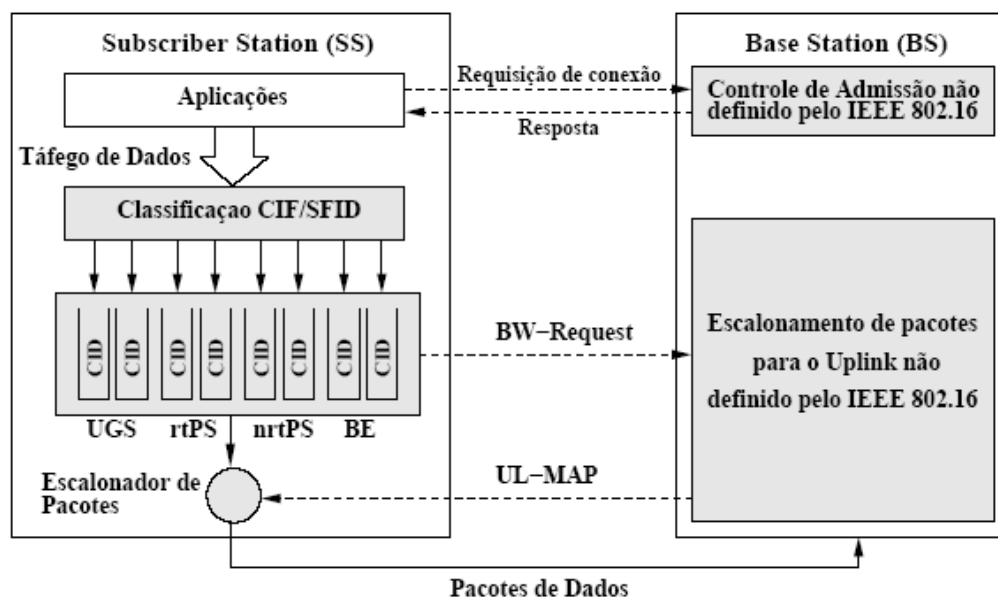 Subscriber Station (SS)
Base Station (BS)
Aplicações
Requisição de conexão
Resposta
Controle de Admissão não
definido pelo IEEE 802.16
Táfego de Dados
Classificaçao CIF/SFID
CID
CID
CID
CID
CID
CID
CID
CID
UGS
rtPS
nrtPS
BE
BW−Request
Escalonamento de pacotes
para o Uplink não
definido pelo IEEE 802.16
Escalonador de
Pacotes
UL−MAP
Pacotes de Dados